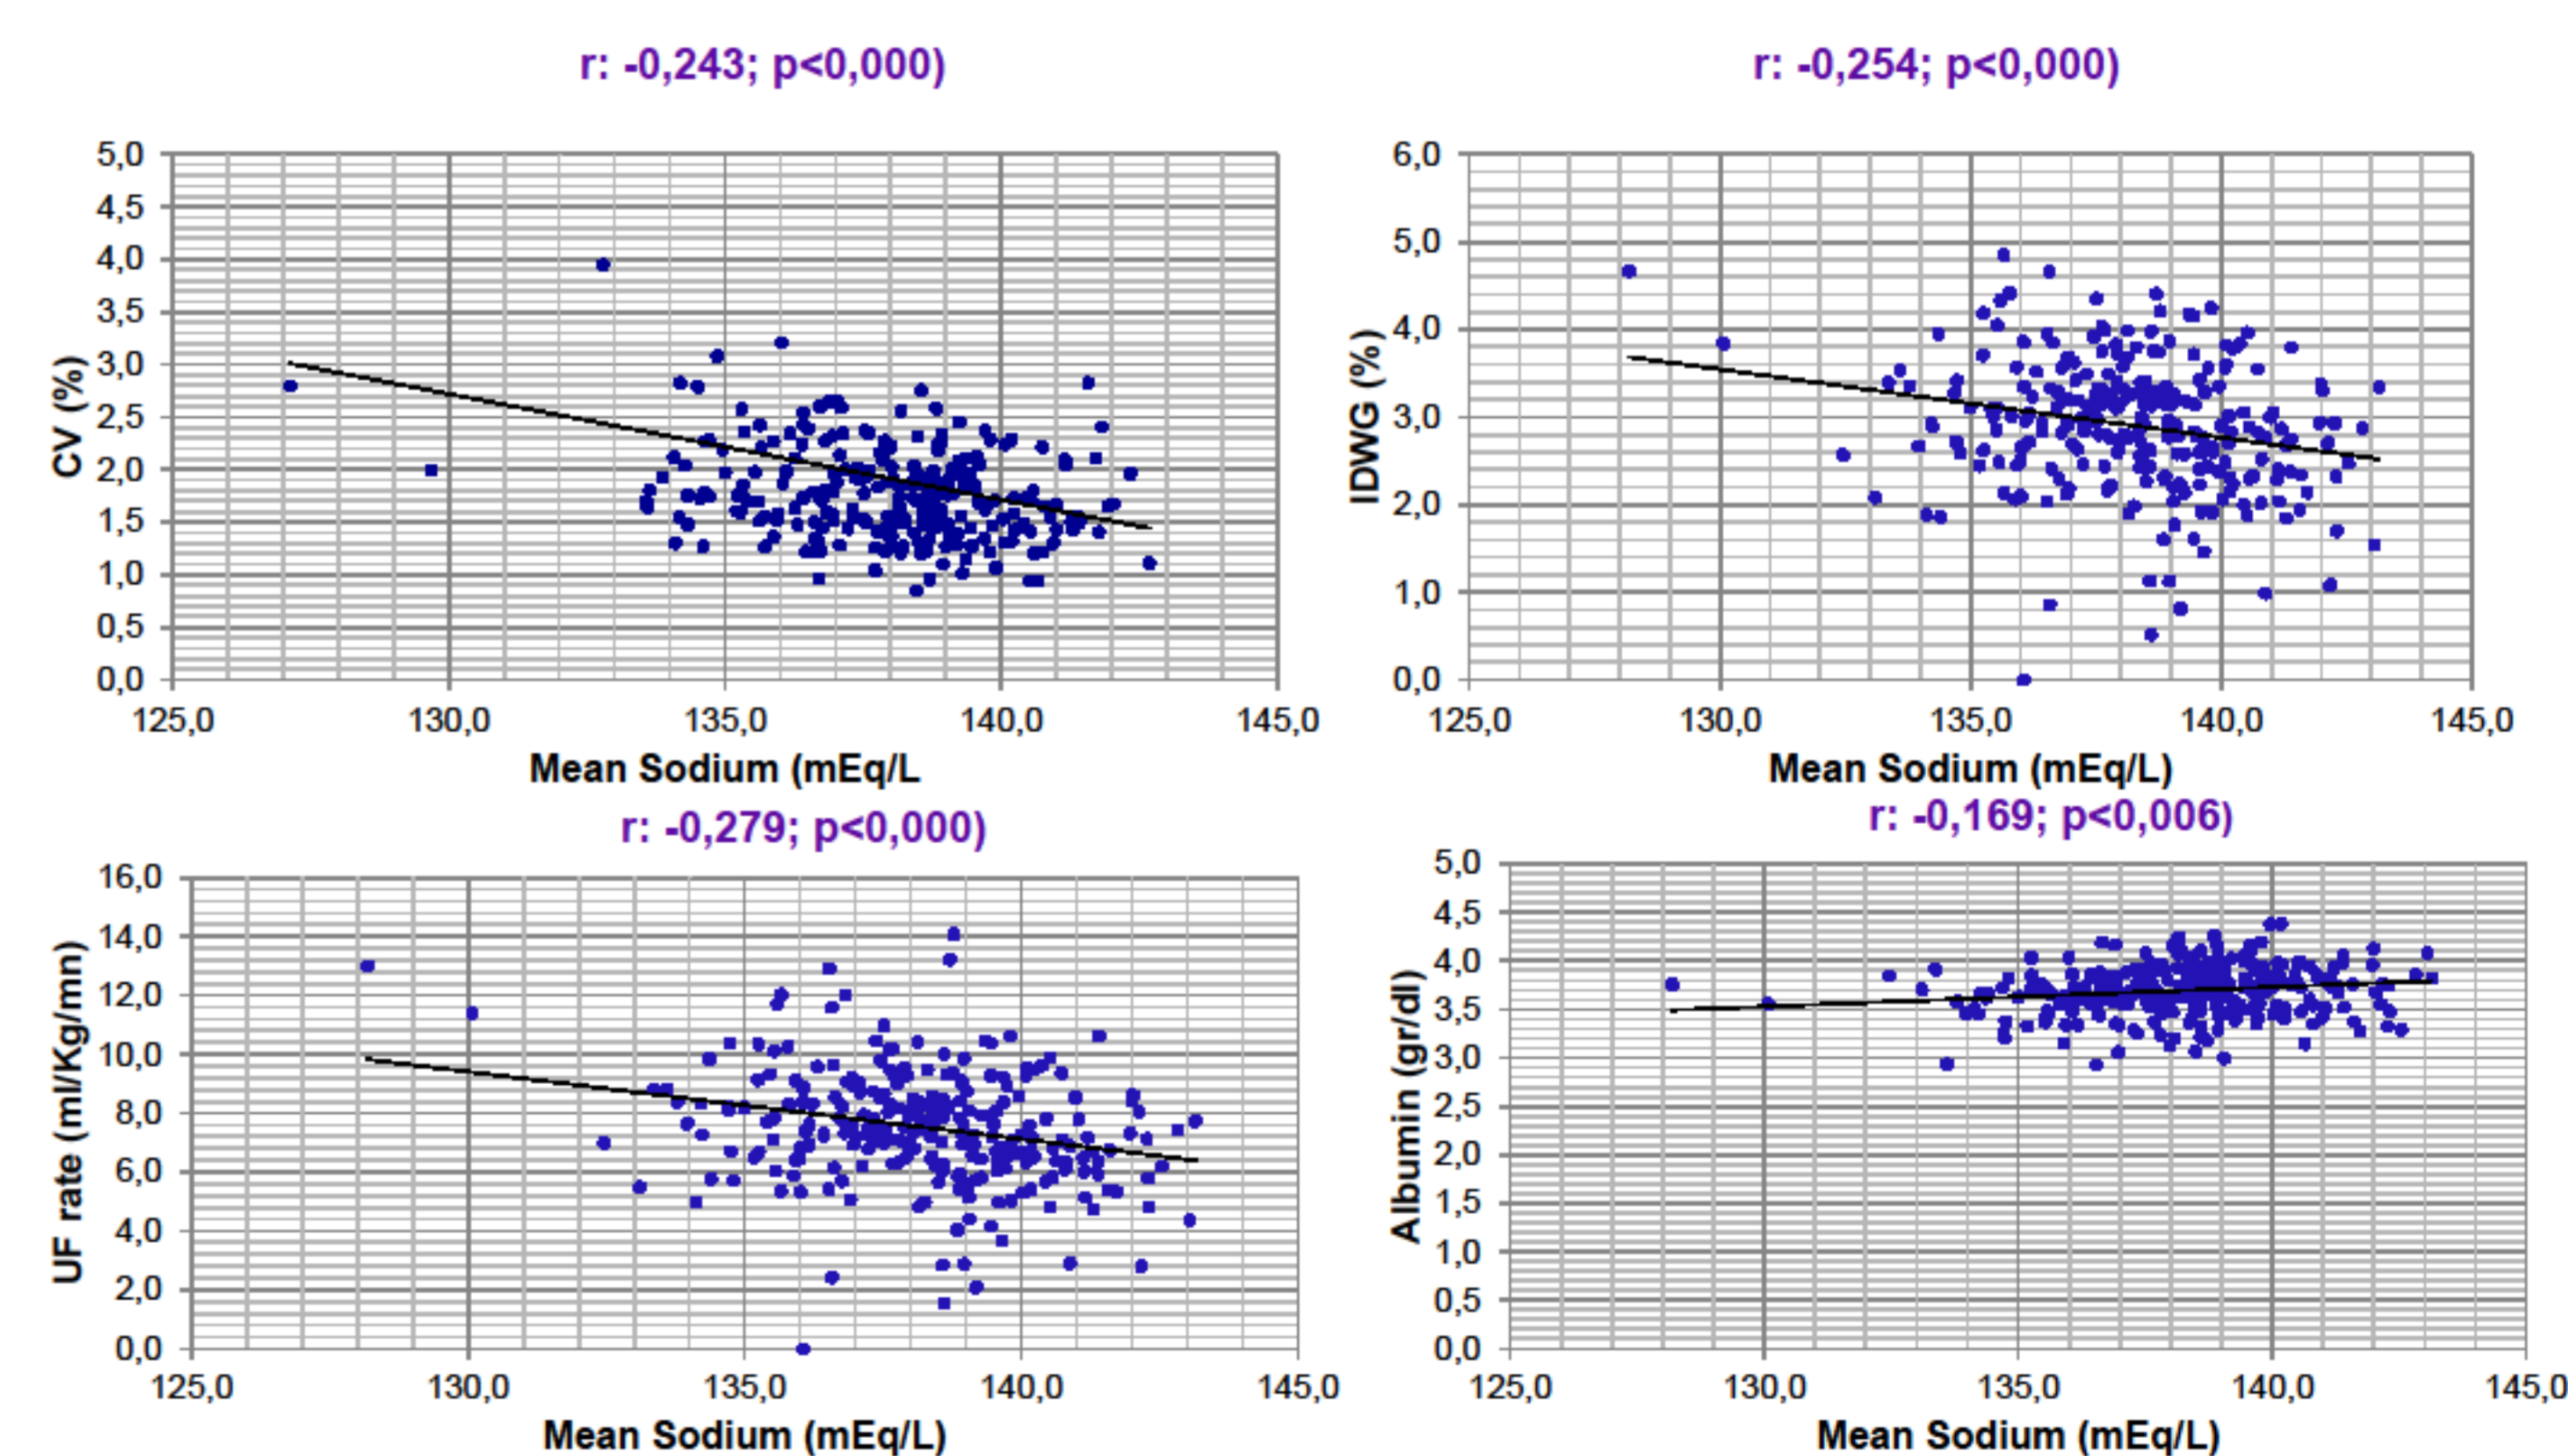 r: -0,243; p<0,000)
5,0
4,5
4,0
3,5
3,0
2,5
2,0
1,5
1,0
0,5
0,0
CV (%)
125,0 130,0 135,0 140,0 145,0
Mean Sodium (mEq/L
r: -0,254; p<0,000)
6,0
5,0
4,0
3,0
2,0
1,0
0,0
IDWG (%)
125,0 130,0 135,0 140,0 145,0
Mean Sodium (mEq/L)
r: -0,279; p<0,000)
16,0
14,0
12,0
10,0
8,0
6,0
4,0
2,0
0,0
UF rate (ml/Kg/mn)
125,0 130,0 135,0 140,0 145,0
Mean Sodium (mEq/L)
r: -0,169; p<0,006)
5,0
4,5
4,0
3,5
3,0
2,5
2,0
1,5
1,0
0,5
0,0
Albumin (gr/dl)
125,0 130,0 135,0 140,0 145,0
Mean Sodium (mEq/L)